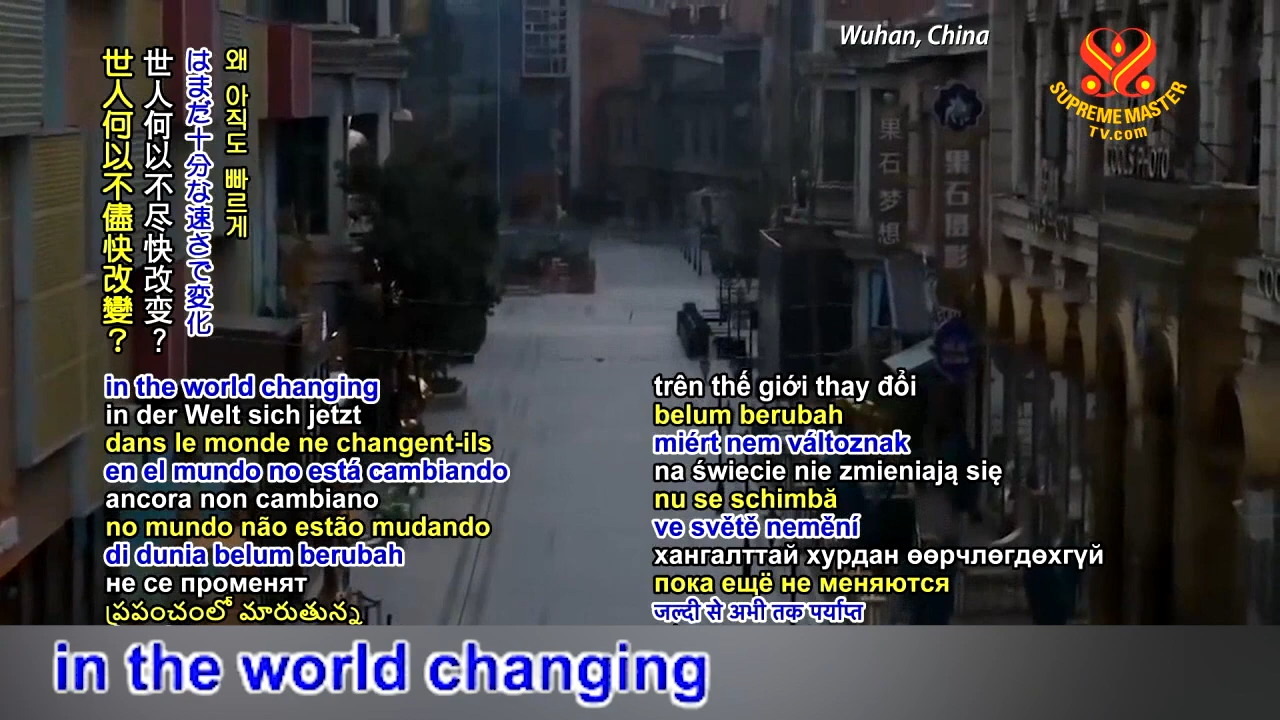 Wuhan, China
SUPREME MASTER
TV.com
왜 아직도 빠르게
はまだ十分な速さで変化
世人何以不尽快改变？
世人何以不儘快改變？
果石梦想
果石摄影
in the world changing
in der Welt sich jetzt
dans le monde ne changent-ils
en el mundo no está cambiando
ancora non cambiano
no mundo não estão mudando
di dunia belum berubah
не се променят
ప్రపంచంలో మారుతున్న
trên thế giới thay đổi
belum berubah
miért nem változnak
na świecie nie zmieniają się
nu se schimbă
ve světě nemění
хангалттай хурдан өөрчлөгдөхгүй
пока ещё не меняются
जल्दी से अभी तक पर्याप्त
in the world changing